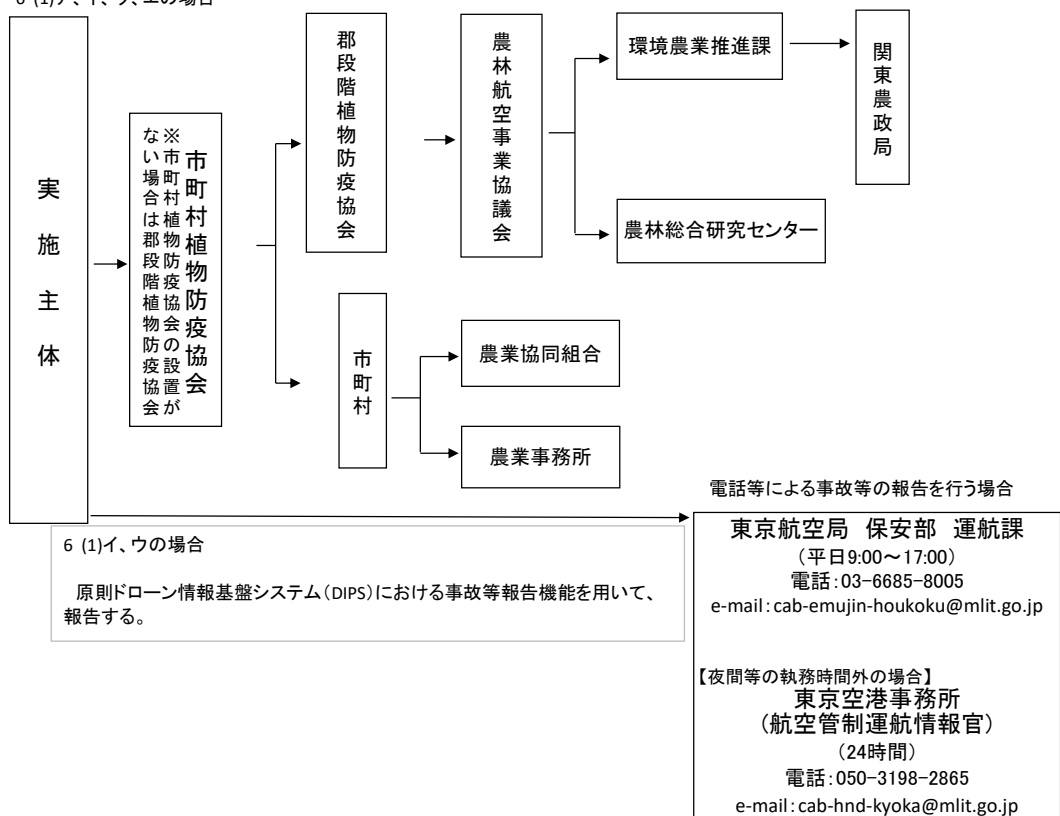 6 (1)ア、イ、ウ、エの場合
実施主体
市町村植物防疫協会
※市町村植物防疫協会の設置が
ない場合は郡段階植物防疫協会
郡段階植物防疫協会
農林航空事業協議会
環境農業推進課
関東農政局
農林総合研究センター
市町村
農業協同組合
農業事務所
6 (1)イ、ウの場合
原則ドローン情報基盤システム(DIPS)における事故等報告機能を用いて、
報告する。
電話等による事故等の報告を行う場合
東京航空局 保安部 運航課
(平日9:00~17:00)
電話:03-6685-8005
e-mail:cab-emujin-houkoku@mlit.go.jp
【夜間等の執務時間外の場合】
東京空港事務所
(航空管制運航情報官)
(24時間)
電話:050-3198-2865
e-mail:cab-hnd-kyoka@mlit.go.jp